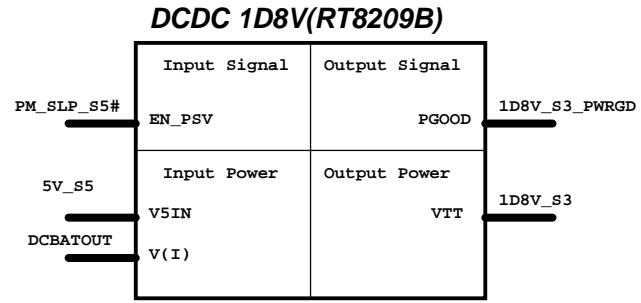 DCDC 1D8V(RT8209B)
Input Signal
Output Signal
PM_SLP_S5#
EN_PSV
PGOOD
1D8V_S3_PWRGD
Input Power
Output Power
5V_S5
V5IN
VTT
1D8V_S3
DCBATOUT
V(I)